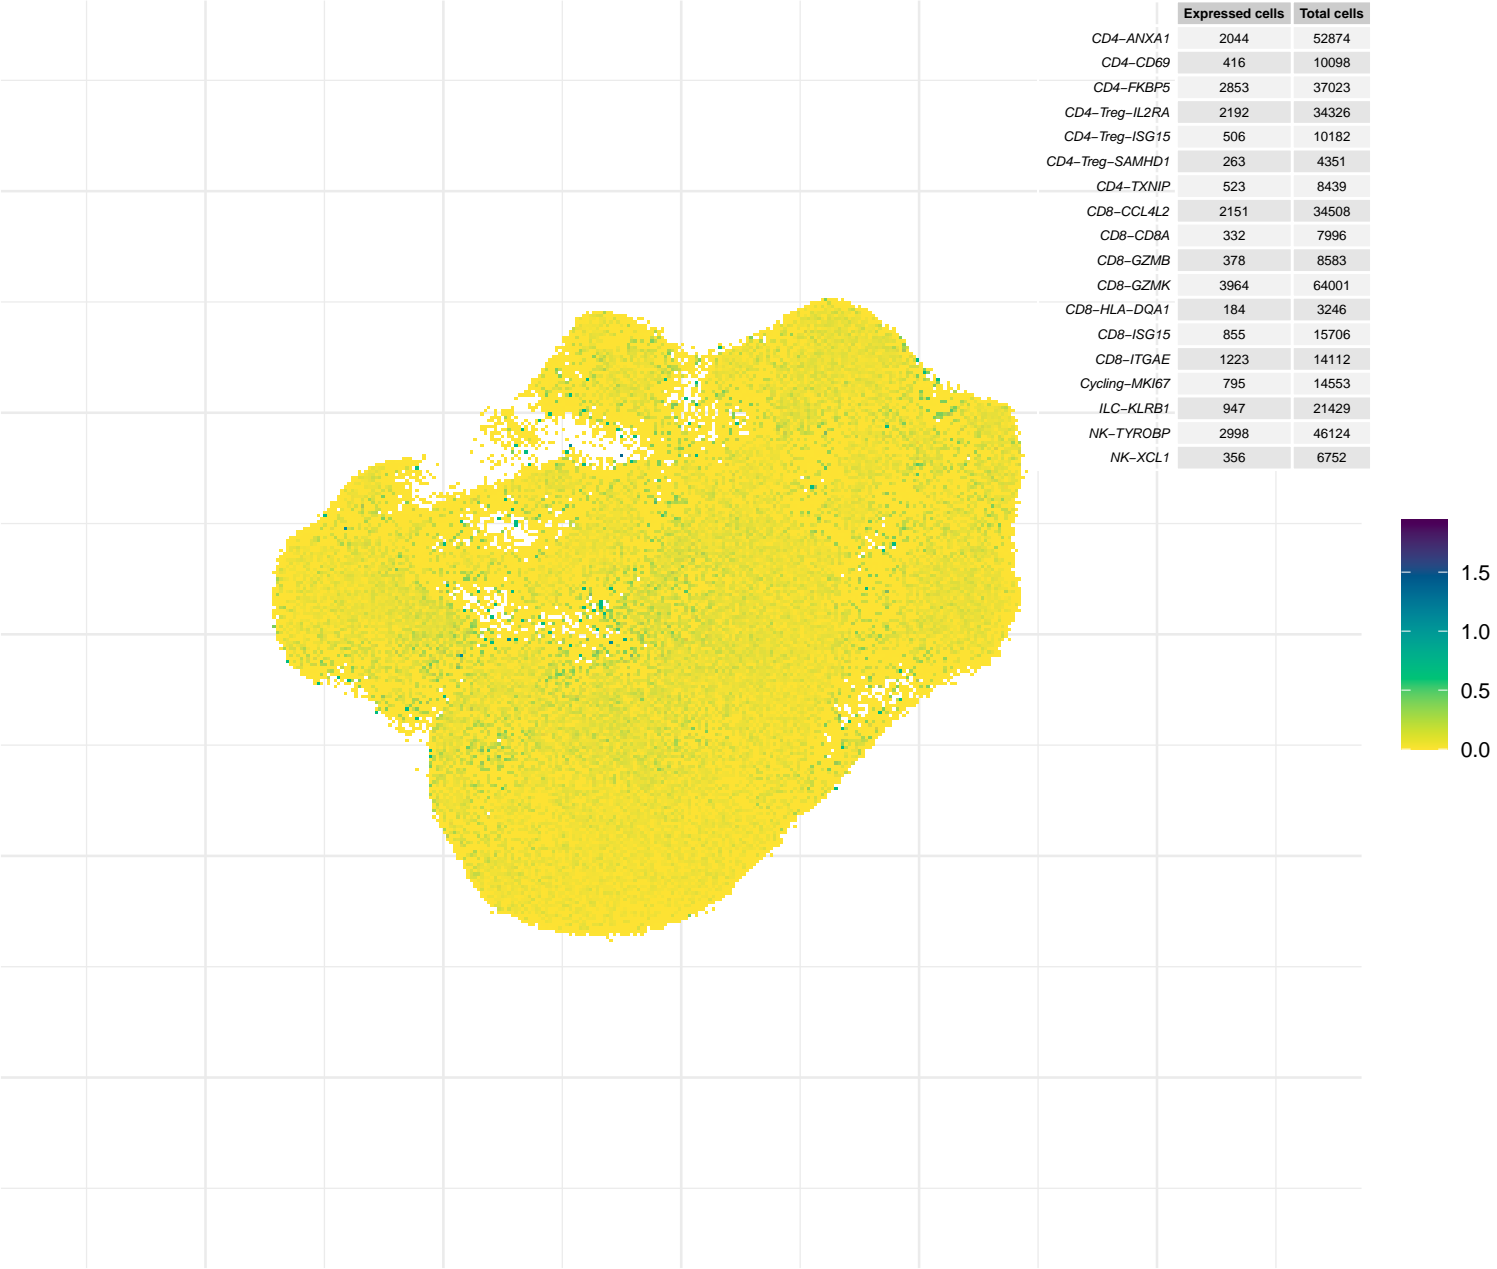 Expressed cells Total cells
CD4−ANXA1 2044 52874
CD4−CD69 416 10098
CD4−FKBP5 2853 37023
CD4−Treg−IL2RA 2192 34326
CD4−Treg−ISG15 506 10182
CD4−Treg−SAMHD1 263 4351
CD4−TXNIP 523 8439
CD8−CCL4L2 2151 34508
CD8−CD8A 332 7996
CD8−GZMB 378 8583
CD8−GZMK 3964 64001
CD8−HLA−DQA1 184 3246
CD8−ISG15 855 15706
CD8−ITGAE 1223 14112
Cycling−MKI67 795 14553
ILC−KLRB1 947 21429
NK−TYROBP 2998 46124
NK−XCL1 356 6752
1.5
1.0
0.5
0.0